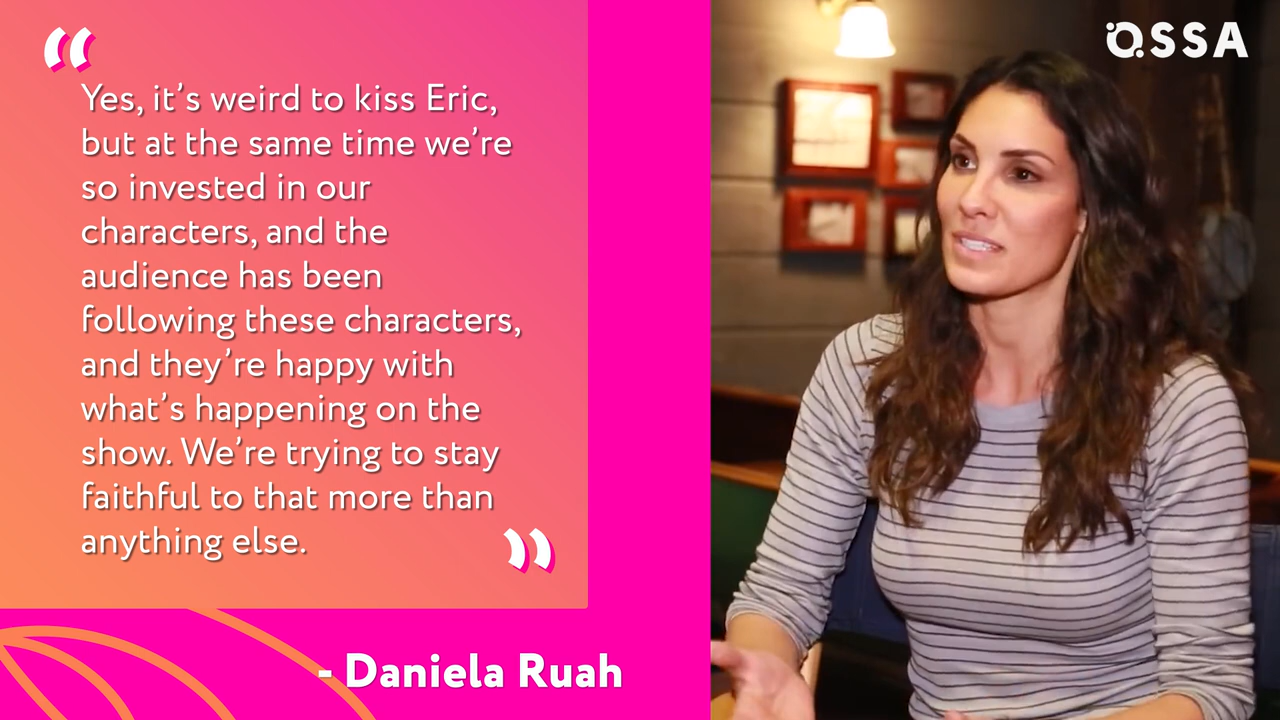 OSSA
“
Yes, it’s weird to kiss Eric,
but at the same time we’re
so invested in our
characters, and the
audience has been
following these characters,
and they’re happy with
what’s happening on the
show. We’re trying to stay
faithful to that more than
anything else.
”
- Daniela Ruah